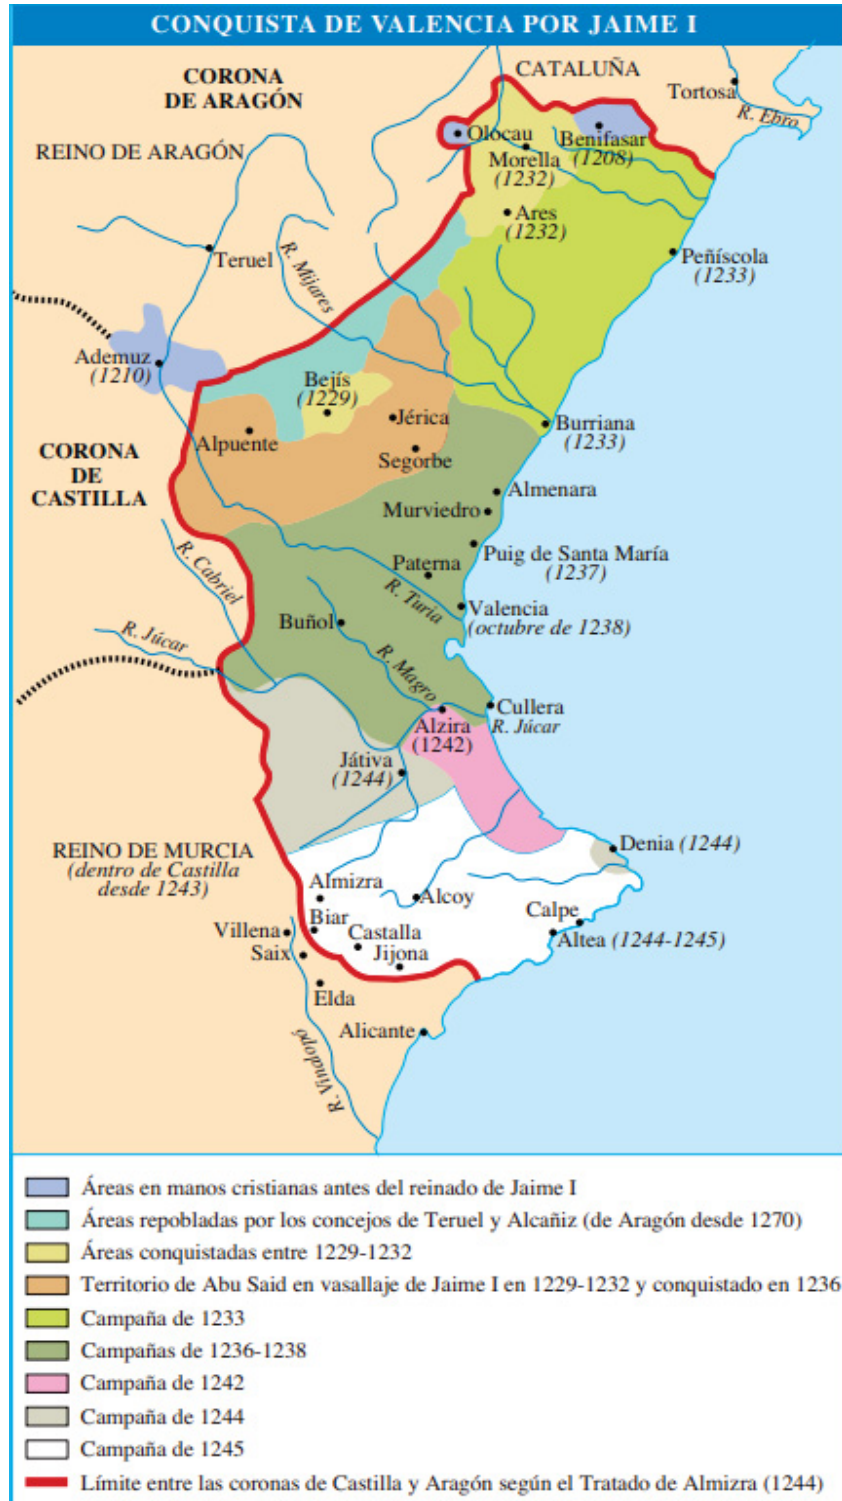 CONQUISTA DE VALENCIA POR JAIME I
CORONA
DE ARAGÓN
CATALUÑA
Tortosa
R. Ebro
REINO DE ARAGÓN
Olocau
Benifasar
(1208)
Morella
(1232)
Ares
(1232)
Teruel
R. Mijares
Peñíscola
(1233)
Ademuz
(1210)
Bejís
(1229)
Jérica
Burriana
(1233)
Alpuente
Segorbe
CORONA
DE
CASTILLA
Almenara
Murviedro
Puig de Santa María
(1237)
Paterna
R. Cabriel
R. Turia
Valencia
(octubre de 1238)
Buñol
R. Júcar
R. Magro
Cullera
R. Júcar
Alzira
(1242)
Játiva
(1244)
REINO DE MURCIA
(dentro de Castilla
desde 1243)
Denia (1244)
Almizra
Alcoy
Biar
Calpe
Villena
Castalla
Altea (1244-1245)
Saix
Jijona
Elda
Alicante
R. Vinalopó
Áreas en manos cristianas antes del reinado de Jaime I
Áreas repobladas por los concejos de Teruel y Alcañiz (de Aragón desde 1270)
Áreas conquistadas entre 1229-1232
Territorio de Abu Said en vasallaje de Jaime I en 1229-1232 y conquistado en 1236
Campaña de 1233
Campañas de 1236-1238
Campaña de 1242
Campaña de 1244
Campaña de 1245
Límite entre las coronas de Castilla y Aragón según el Tratado de Almizra (1244)